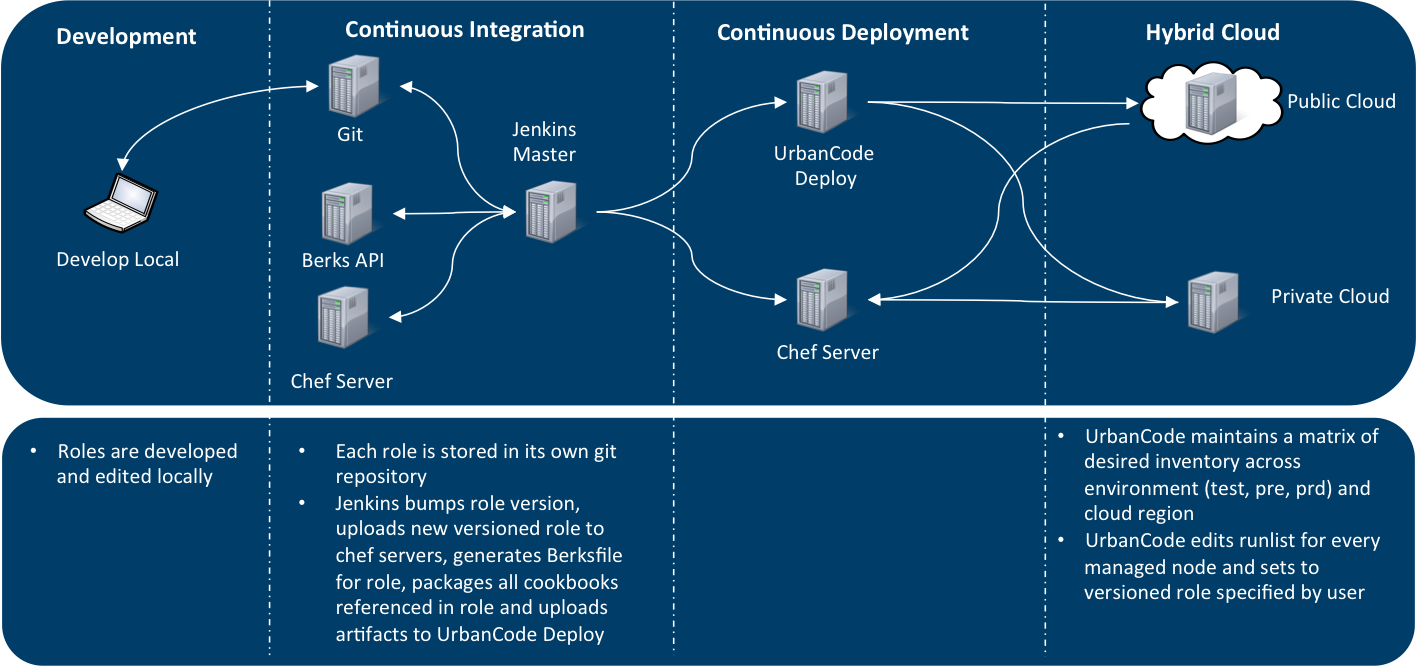 Development
Continuous Integration
Continuous Deployment
Hybrid Cloud
Git
Jenkins
Master
UrbanCode
Deploy
Public Cloud
Develop Local
Berks API
Chef Server
Chef Server
Private Cloud
• Roles are developed
and edited locally
• Each role is stored in its own git
repository
• Jenkins bumps role version,
uploads new versioned role to
chef servers, generates Berksfile
for role, packages all cookbooks
referenced in role and uploads
artifacts to UrbanCode Deploy
• UrbanCode maintains a matrix of
desired inventory across
environment (test, pre, prd) and
cloud region
• UrbanCode edits runlist for every
managed node and sets to
versioned role specified by user